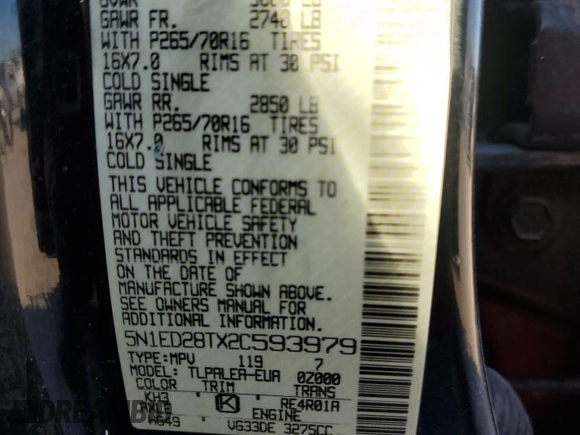 GAWR FR. 2740 LB
WITH P265/70R16 TIRES
16X7.0 RIMS AT 30 PSI
COLD SINGLE
GAWR RR. 2850 LB
WITH P265/70R16 TIRES
16X7.0 RIMS AT 30 PSI
COLD SINGLE
THIS VEHICLE CONFORMS TO
ALL APPLICABLE FEDERAL
MOTOR VEHICLE SAFETY
AND THEFT PREVENTION
STANDARDS IN EFFECT
ON THE DATE OF
MANUFACTURE SHOWN ABOVE.
SEE OWNERS MANUAL FOR
ADDITIONAL INFORMATION
5N1ED28TX2C593979
TYPE: MPV 119 7
MODEL: TLPALEA-EUA 0Z000
COLOR TRIM TRANS
KH3 K RE4R01A
ENGINE
VG33DE 3275CC